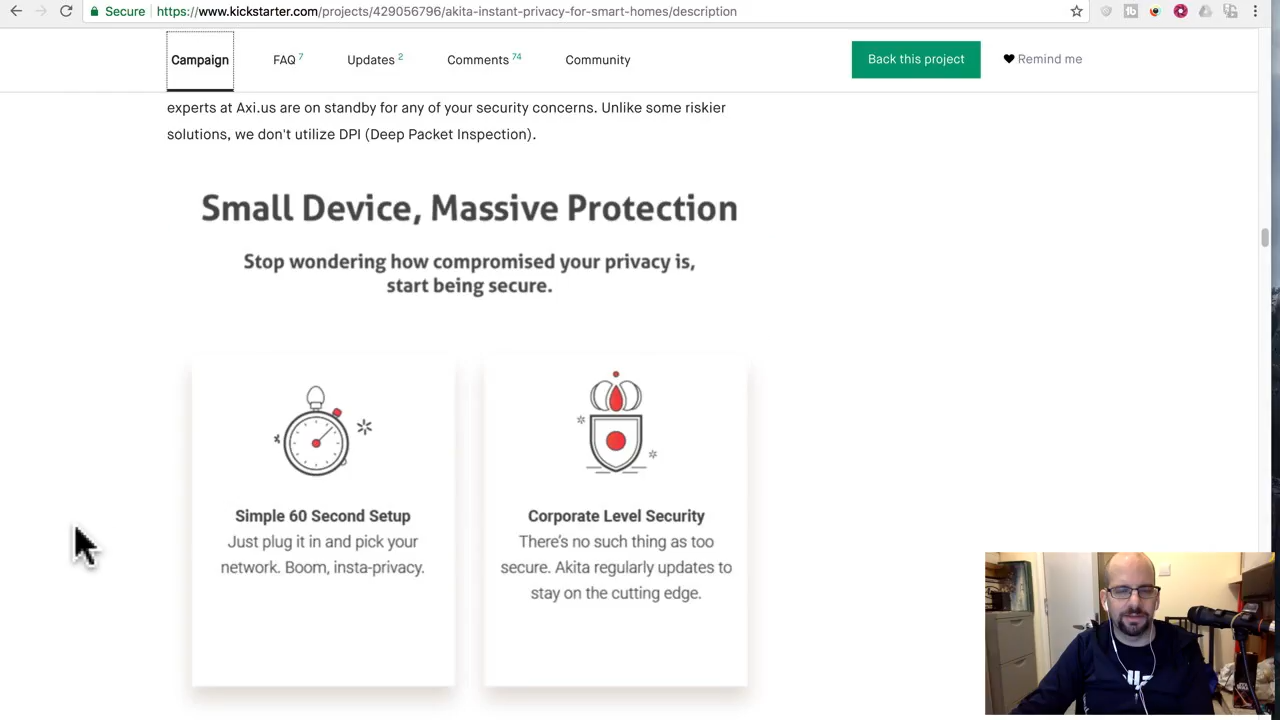 Secure https://www.kickstarter.com/projects/429056796/akita-instant-privacy-for-smart-homes/description
Campaign FAQ 7 Updates 2 Comments 74 Community Back this project Remind me
experts at Axi.us are on standby for any of your security concerns. Unlike some riskier
solutions, we don't utilize DPI (Deep Packet Inspection).
Small Device, Massive Protection
Stop wondering how compromised your privacy is,
start being secure.
Simple 60 Second Setup
Just plug it in and pick your
network. Boom, insta-privacy.
Corporate Level Security
There's no such thing as too
secure. Akita regularly updates to
stay on the cutting edge.